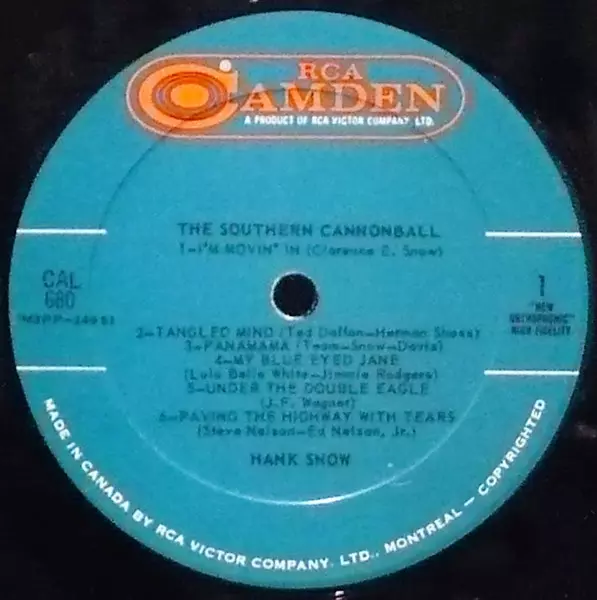 RCA
CAMDEN
A PRODUCT OF RCA VICTOR COMPANY, LTD.
THE SOUTHERN CANNONBALL
1-I'M MOVIN' IN (Clarence E. Snow)
CAL
680
1
"NEW
ORTHOPHONIC"
HIGH FIDELITY
2-TANGLED MIND (Ted Daffan-Herman Shoss)
3-PANAMAMA (Team-Snow-Davis)
4-MY BLUE EYED JANE
(Lulu Belle White-Jimmie Rodgers)
5-UNDER THE DOUBLE EAGLE
(J.F. Wagner)
6-PAVING THE HIGHWAY WITH TEARS
(Steve Nelson-Ed Nelson, Jr.)
HANK SNOW
MADE IN CANADA BY RCA VICTOR COMPANY, LTD., MONTREAL — COPYRIGHTED